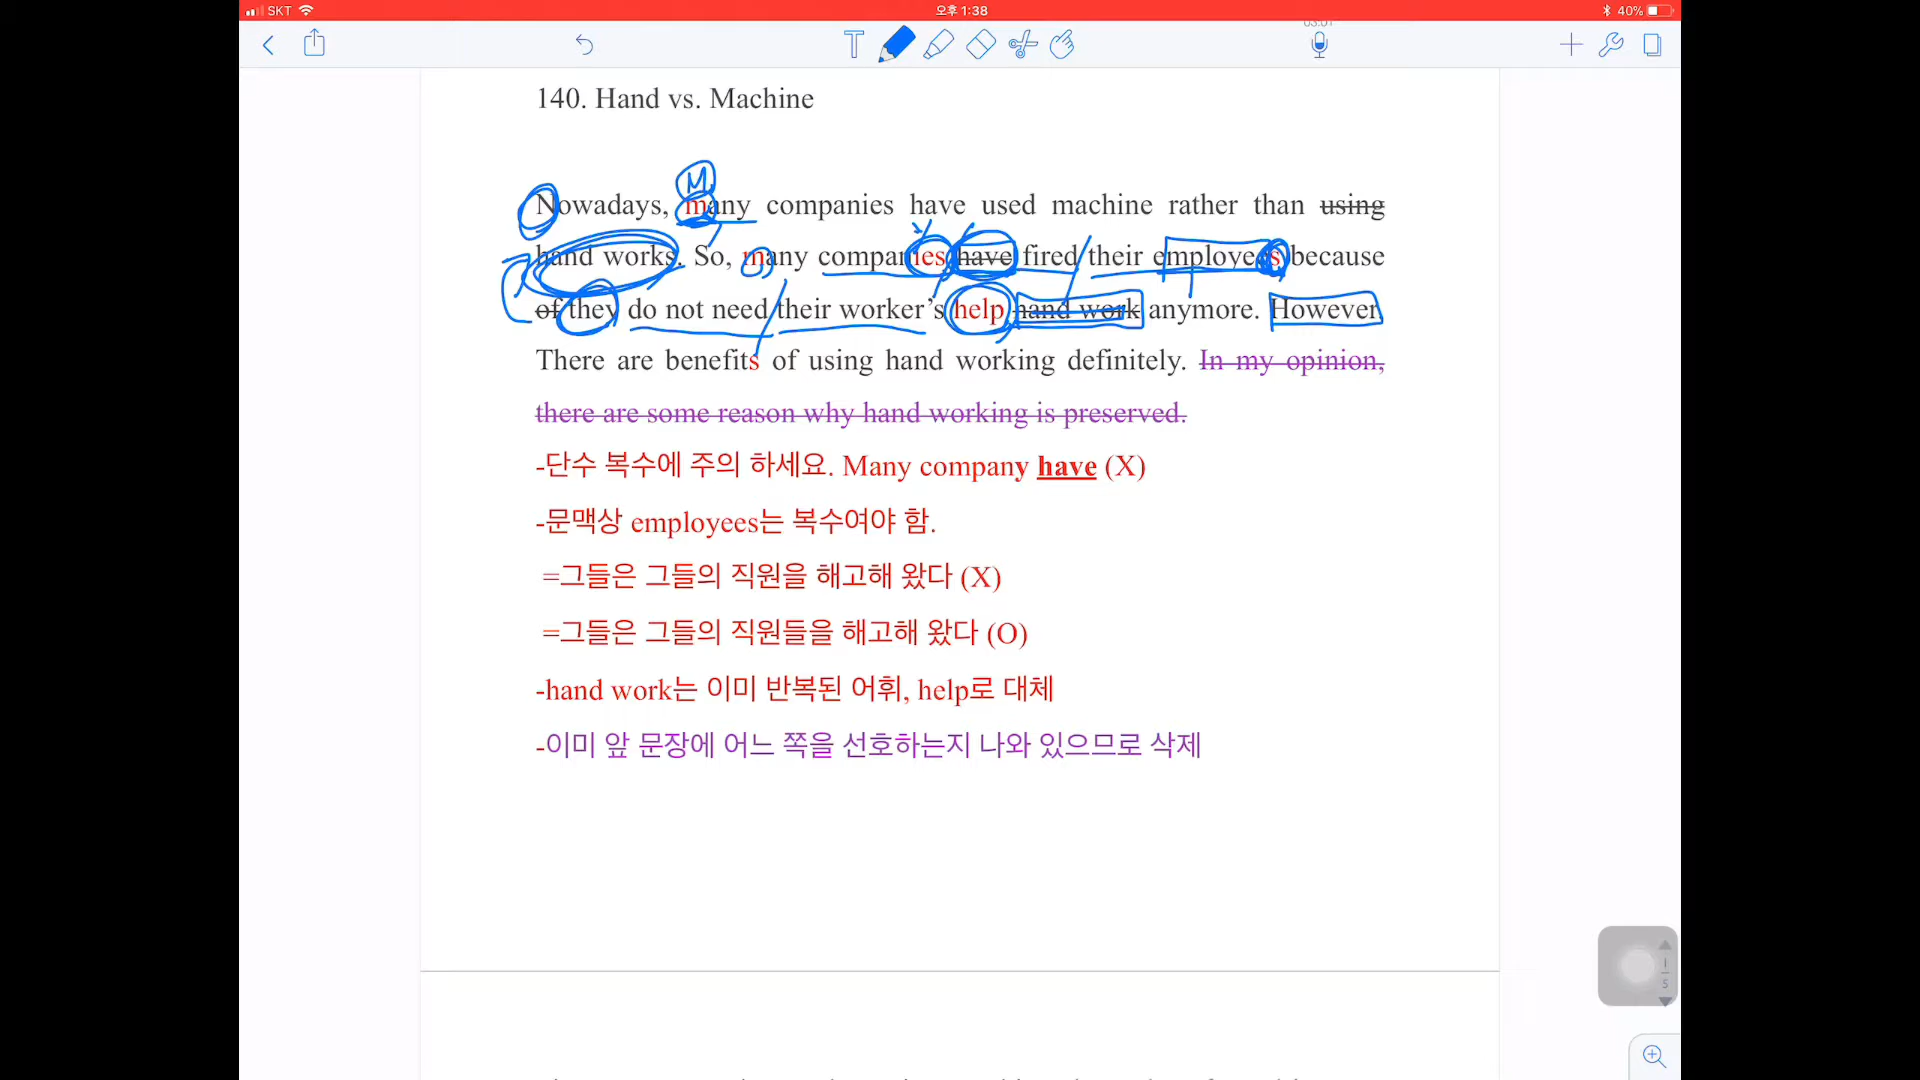 SKT 오후 1:38 40%
03:01
140. Hand vs. Machine
M
Nowadays, many companies have used machine rather than using
hand works. So, many companies have fired their employees because
of they do not need their worker’s help hand work anymore. However,
There are benefits of using hand working definitely. In my opinion,
there are some reason why hand working is preserved.
-단수 복수에 주의 하세요. Many company have (X)
-문맥상 employees는 복수여야 함.
=그들은 그들의 직원을 해고해 왔다 (X)
=그들은 그들의 직원들을 해고해 왔다 (O)
-hand work는 이미 반복된 어휘, help로 대체
-이미 앞 문장에 어느 쪽을 선호하는지 나와 있으므로 삭제
1
5